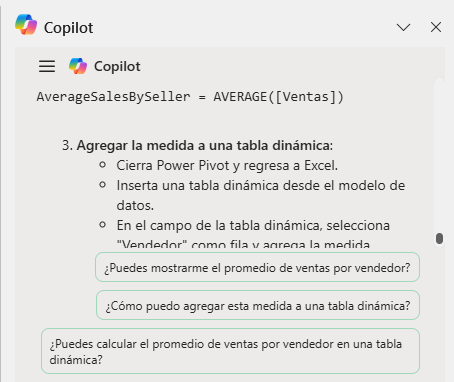 Copilot
Copilot
AverageSalesBySeller = AVERAGE([Ventas])
3. Agregar la medida a una tabla dinámica:
Cierra Power Pivot y regresa a Excel.
Inserta una tabla dinámica desde el modelo de
datos.
En el campo de la tabla dinámica, selecciona
"Vendedor" como fila y agrega la medida
¿Puedes mostrarme el promedio de ventas por vendedor?
¿Cómo puedo agregar esta medida a una tabla dinámica?
¿Puedes calcular el promedio de ventas por vendedor en una tabla
dinámica?